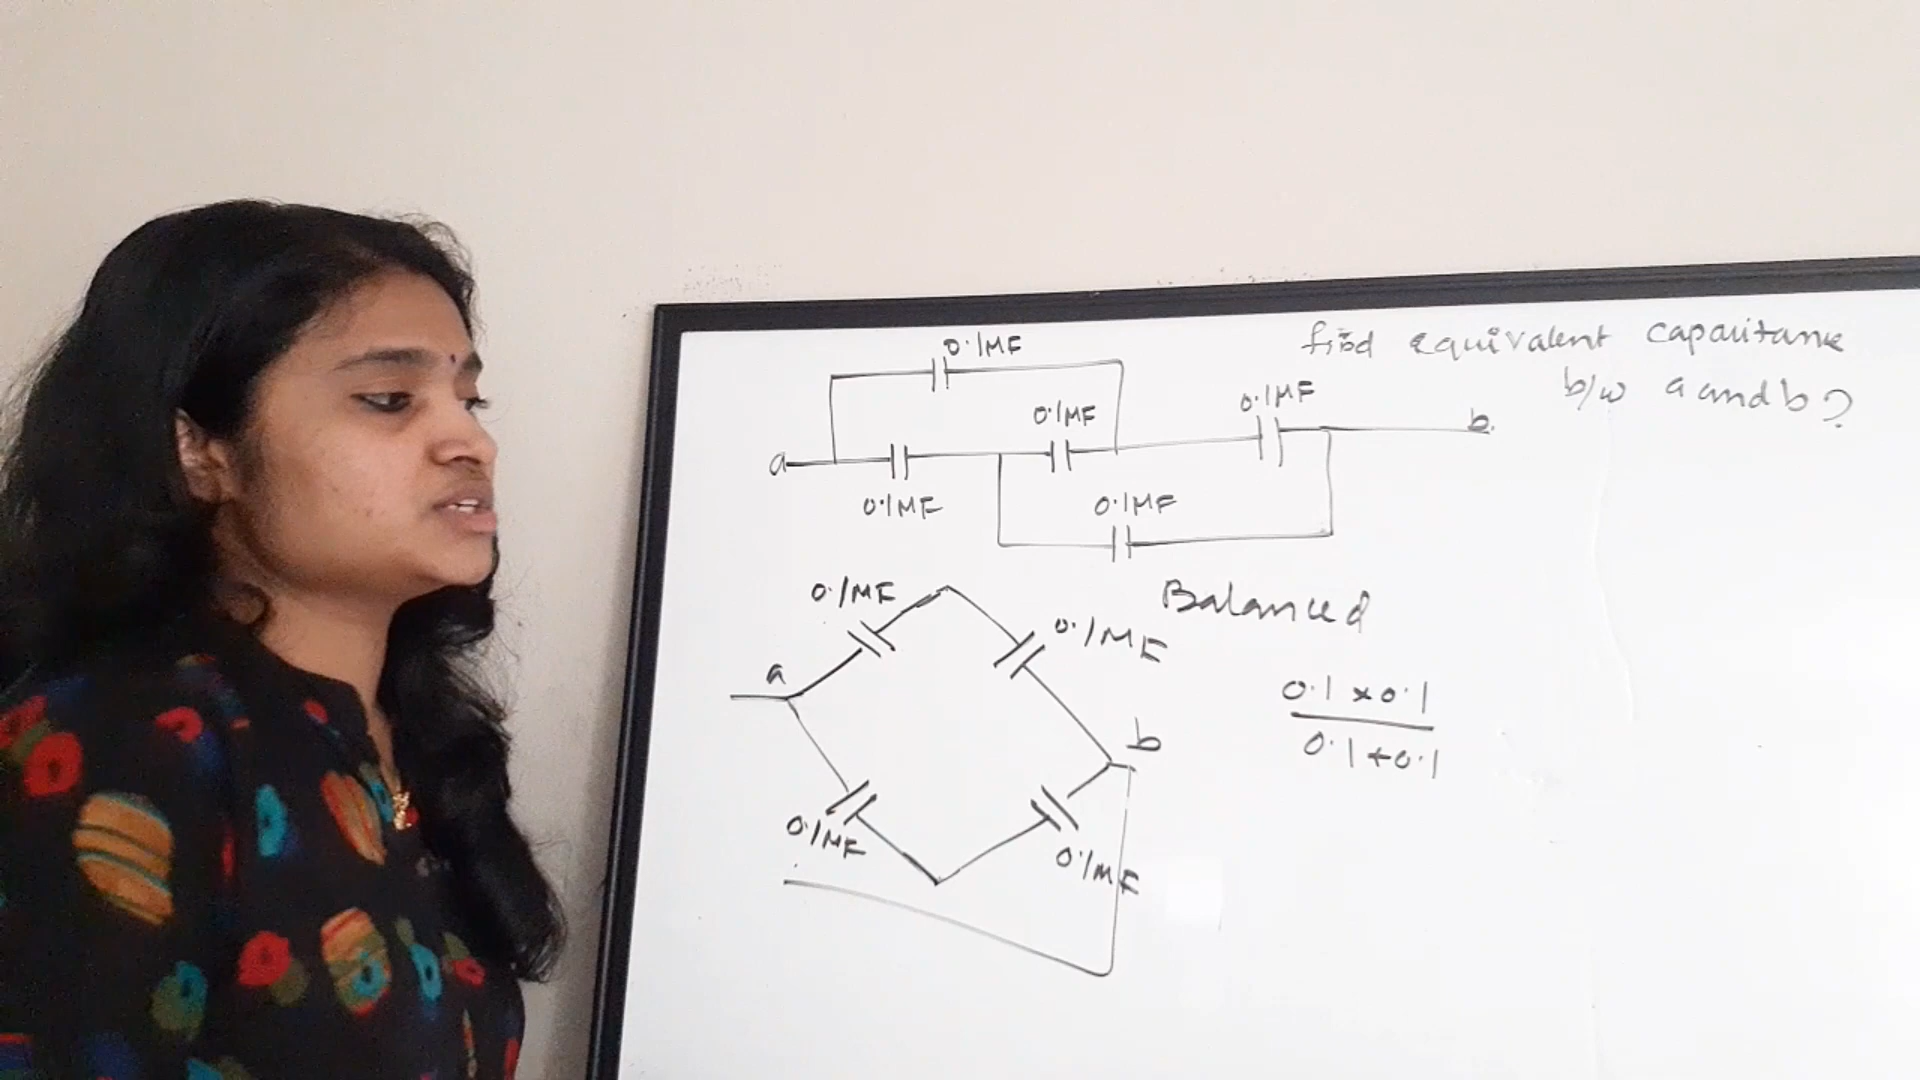 find equivalent capacitance
b/w a and b?
0.1MF
0.1MF
0.1MF
a
b
0.1MF
0.1MF
0.1MF
Balanced
0.1MF
a
b
0.1 × 0.1
0.1 + 0.1
0.1MF
0.1MF